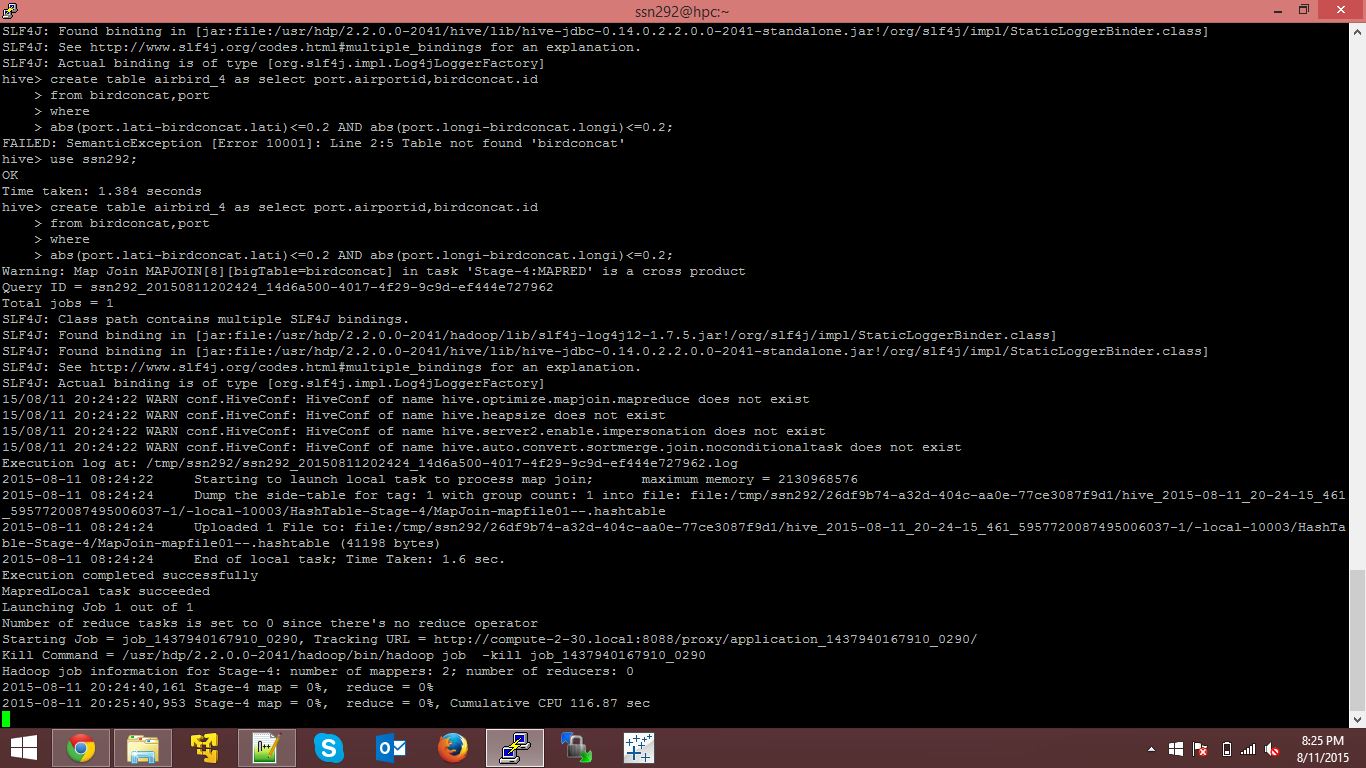 ssn292@hpc:~
SLF4J: Found binding in [jar:file:/usr/hdp/2.2.0.0-2041/hive/lib/hive-jdbc-0.14.0.2.2.0.0-2041-standalone.jar!/org/slf4j/impl/StaticLoggerBinder.class]
SLF4J: See http://www.slf4j.org/codes.html#multiple_bindings for an explanation.
SLF4J: Actual binding is of type [org.slf4j.impl.Log4jLoggerFactory]
hive> create table airbird_4 as select port.airportid,birdconcat.id
    > from birdconcat,port
    > where
    > abs(port.lati-birdconcat.lati)<=0.2 AND abs(port.longi-birdconcat.longi)<=0.2;
FAILED: SemanticException [Error 10001]: Line 2:5 Table not found 'birdconcat'
hive> use ssn292;
OK
Time taken: 1.384 seconds
hive> create table airbird_4 as select port.airportid,birdconcat.id
    > from birdconcat,port
    > where
    > abs(port.lati-birdconcat.lati)<=0.2 AND abs(port.longi-birdconcat.longi)<=0.2;
Warning: Map Join MAPJOIN[8][bigTable=birdconcat] in task 'Stage-4:MAPRED' is a cross product
Query ID = ssn292_20150811202424_14d6a500-4017-4f29-9c9d-ef444e727962
Total jobs = 1
SLF4J: Class path contains multiple SLF4J bindings.
SLF4J: Found binding in [jar:file:/usr/hdp/2.2.0.0-2041/hadoop/lib/slf4j-log4j12-1.7.5.jar!/org/slf4j/impl/StaticLoggerBinder.class]
SLF4J: Found binding in [jar:file:/usr/hdp/2.2.0.0-2041/hive/lib/hive-jdbc-0.14.0.2.2.0.0-2041-standalone.jar!/org/slf4j/impl/StaticLoggerBinder.class]
SLF4J: See http://www.slf4j.org/codes.html#multiple_bindings for an explanation.
SLF4J: Actual binding is of type [org.slf4j.impl.Log4jLoggerFactory]
15/08/11 20:24:22 WARN conf.HiveConf: HiveConf of name hive.optimize.mapjoin.mapreduce does not exist
15/08/11 20:24:22 WARN conf.HiveConf: HiveConf of name hive.heapsize does not exist
15/08/11 20:24:22 WARN conf.HiveConf: HiveConf of name hive.server2.enable.impersonation does not exist
15/08/11 20:24:22 WARN conf.HiveConf: HiveConf of name hive.auto.convert.sortmerge.join.noconditionaltask does not exist
Execution log at: /tmp/ssn292/ssn292_20150811202424_14d6a500-4017-4f29-9c9d-ef444e727962.log
2015-08-11 08:24:22     Starting to launch local task to process map join;      maximum memory = 2130968576
2015-08-11 08:24:24     Dump the side-table for tag: 1 with group count: 1 into file: file:/tmp/ssn292/26df9b74-a32d-404c-aa0e-77ce3087f9d1/hive_2015-08-11_20-24-15_461
_5957720087495006037-1/-local-10003/HashTable-Stage-4/MapJoin-mapfile01--.hashtable
2015-08-11 08:24:24     Uploaded 1 File to: file:/tmp/ssn292/26df9b74-a32d-404c-aa0e-77ce3087f9d1/hive_2015-08-11_20-24-15_461_5957720087495006037-1/-local-10003/HashTa
ble-Stage-4/MapJoin-mapfile01--.hashtable (41198 bytes)
2015-08-11 08:24:24     End of local task; Time Taken: 1.6 sec.
Execution completed successfully
MapredLocal task succeeded
Launching Job 1 out of 1
Number of reduce tasks is set to 0 since there's no reduce operator
Starting Job = job_1437940167910_0290, Tracking URL = http://compute-2-30.local:8088/proxy/application_1437940167910_0290/
Kill Command = /usr/hdp/2.2.0.0-2041/hadoop/bin/hadoop job  -kill job_1437940167910_0290
Hadoop job information for Stage-4: number of mappers: 2; number of reducers: 0
2015-08-11 20:24:40,161 Stage-4 map = 0%,  reduce = 0%
2015-08-11 20:25:40,953 Stage-4 map = 0%,  reduce = 0%, Cumulative CPU 116.87 sec
8:25 PM
8/11/2015